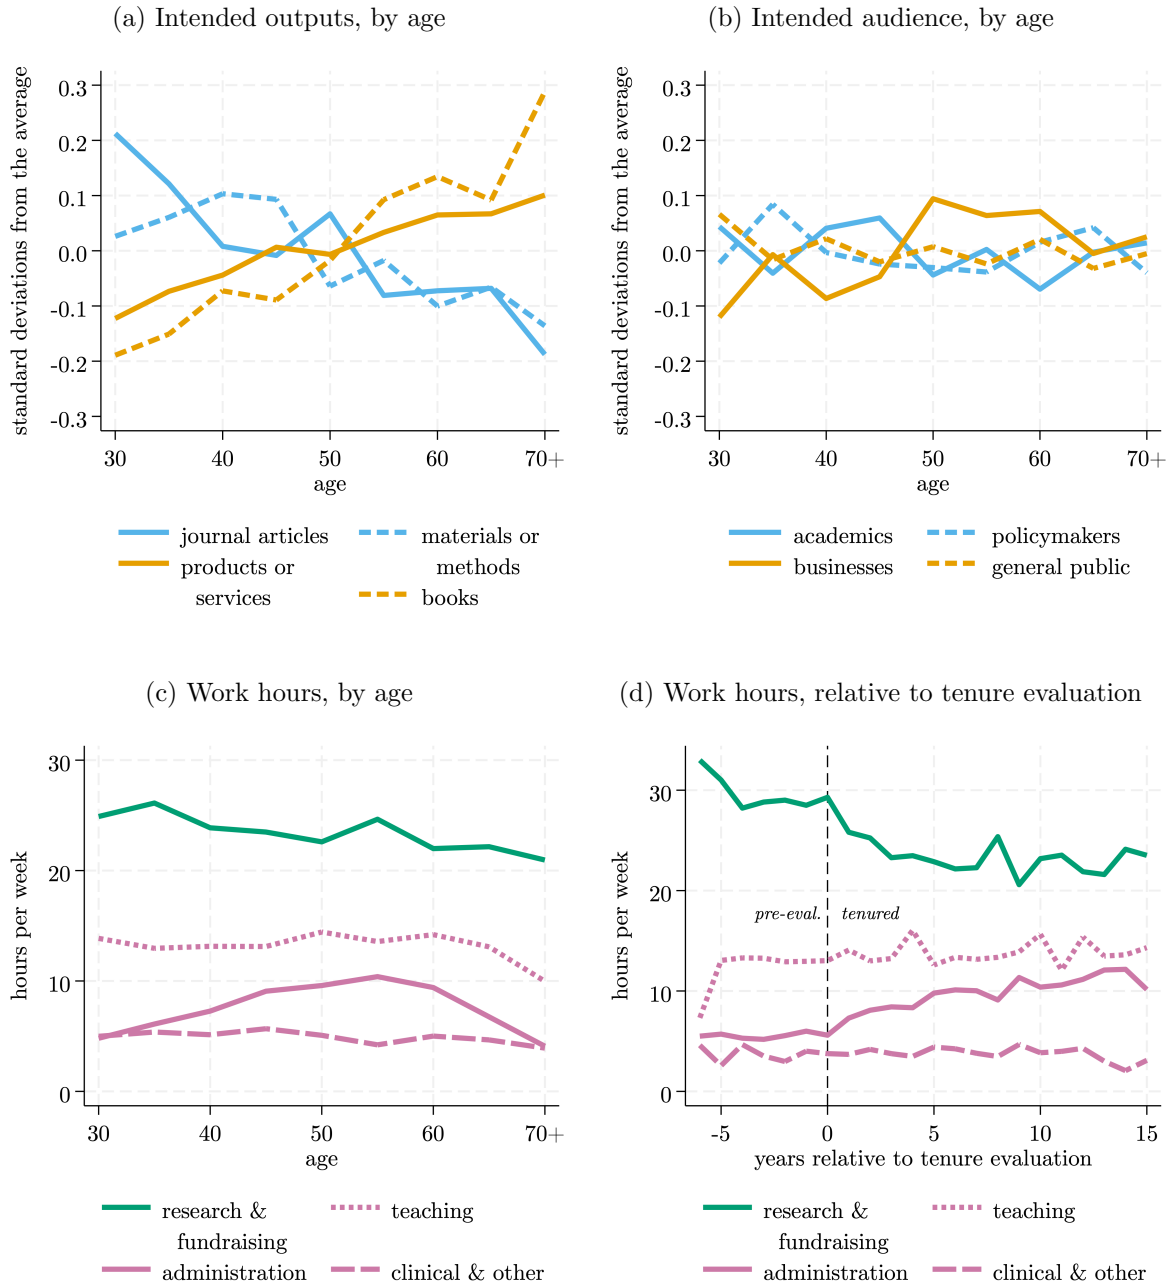 (a) Intended outputs, by age
standard deviations from the average
0.3
0.2
0.1
0.0
-0.1
-0.2
-0.3
30 40 50 60 70+
age
journal articles
materials or methods
products or services
books
(b) Intended audience, by age
standard deviations from the average
0.3
0.2
0.1
0.0
-0.1
-0.2
-0.3
30 40 50 60 70+
age
academics
policymakers
businesses
general public
(c) Work hours, by age
hours per week
30
20
10
0
30 40 50 60 70+
age
research & fundraising
teaching
administration
clinical & other
(d) Work hours, relative to tenure evaluation
hours per week
30
20
10
0
pre-eval. tenured
-5 0 5 10 15
years relative to tenure evaluation
research & fundraising
teaching
administration
clinical & other